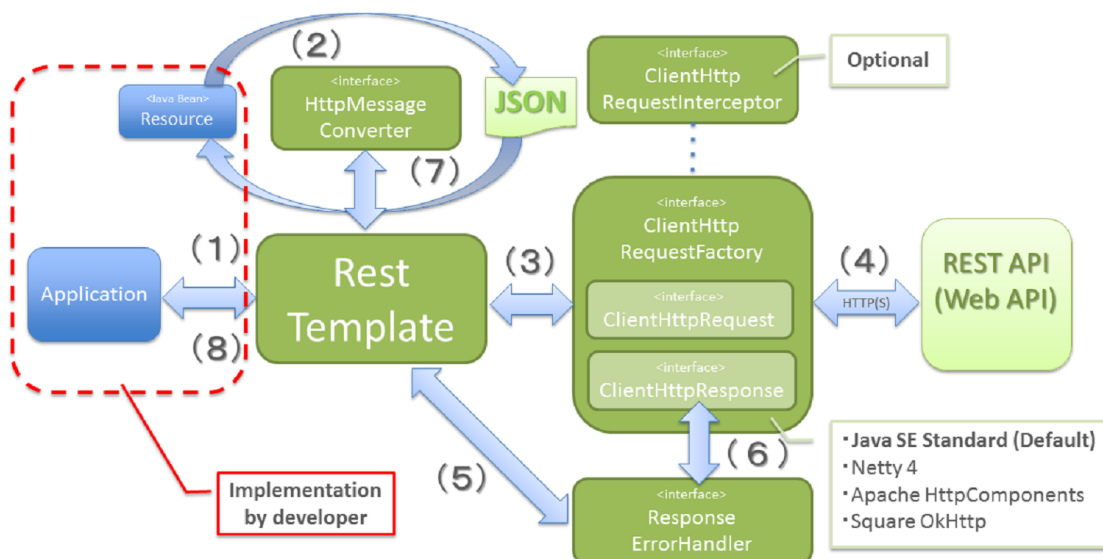 （2）
<interface>
HttpMessage
Converter
<Java Bean>
Resource
JSON
<interface>
ClientHttp
RequestInterceptor
Optional
（7）
（1）
Application
（8）
Rest
Template
（3）
<interface>
ClientHttp
RequestFactory
<interface>
ClientHttpRequest
<interface>
ClientHttpResponse
（4）
HTTP(S)
REST API
(Web API)
（5）
（6）
Implementation
by developer
<interface>
Response
ErrorHandler
・Java SE Standard (Default)
・Netty 4
・Apache HttpComponents
・Square OkHttp